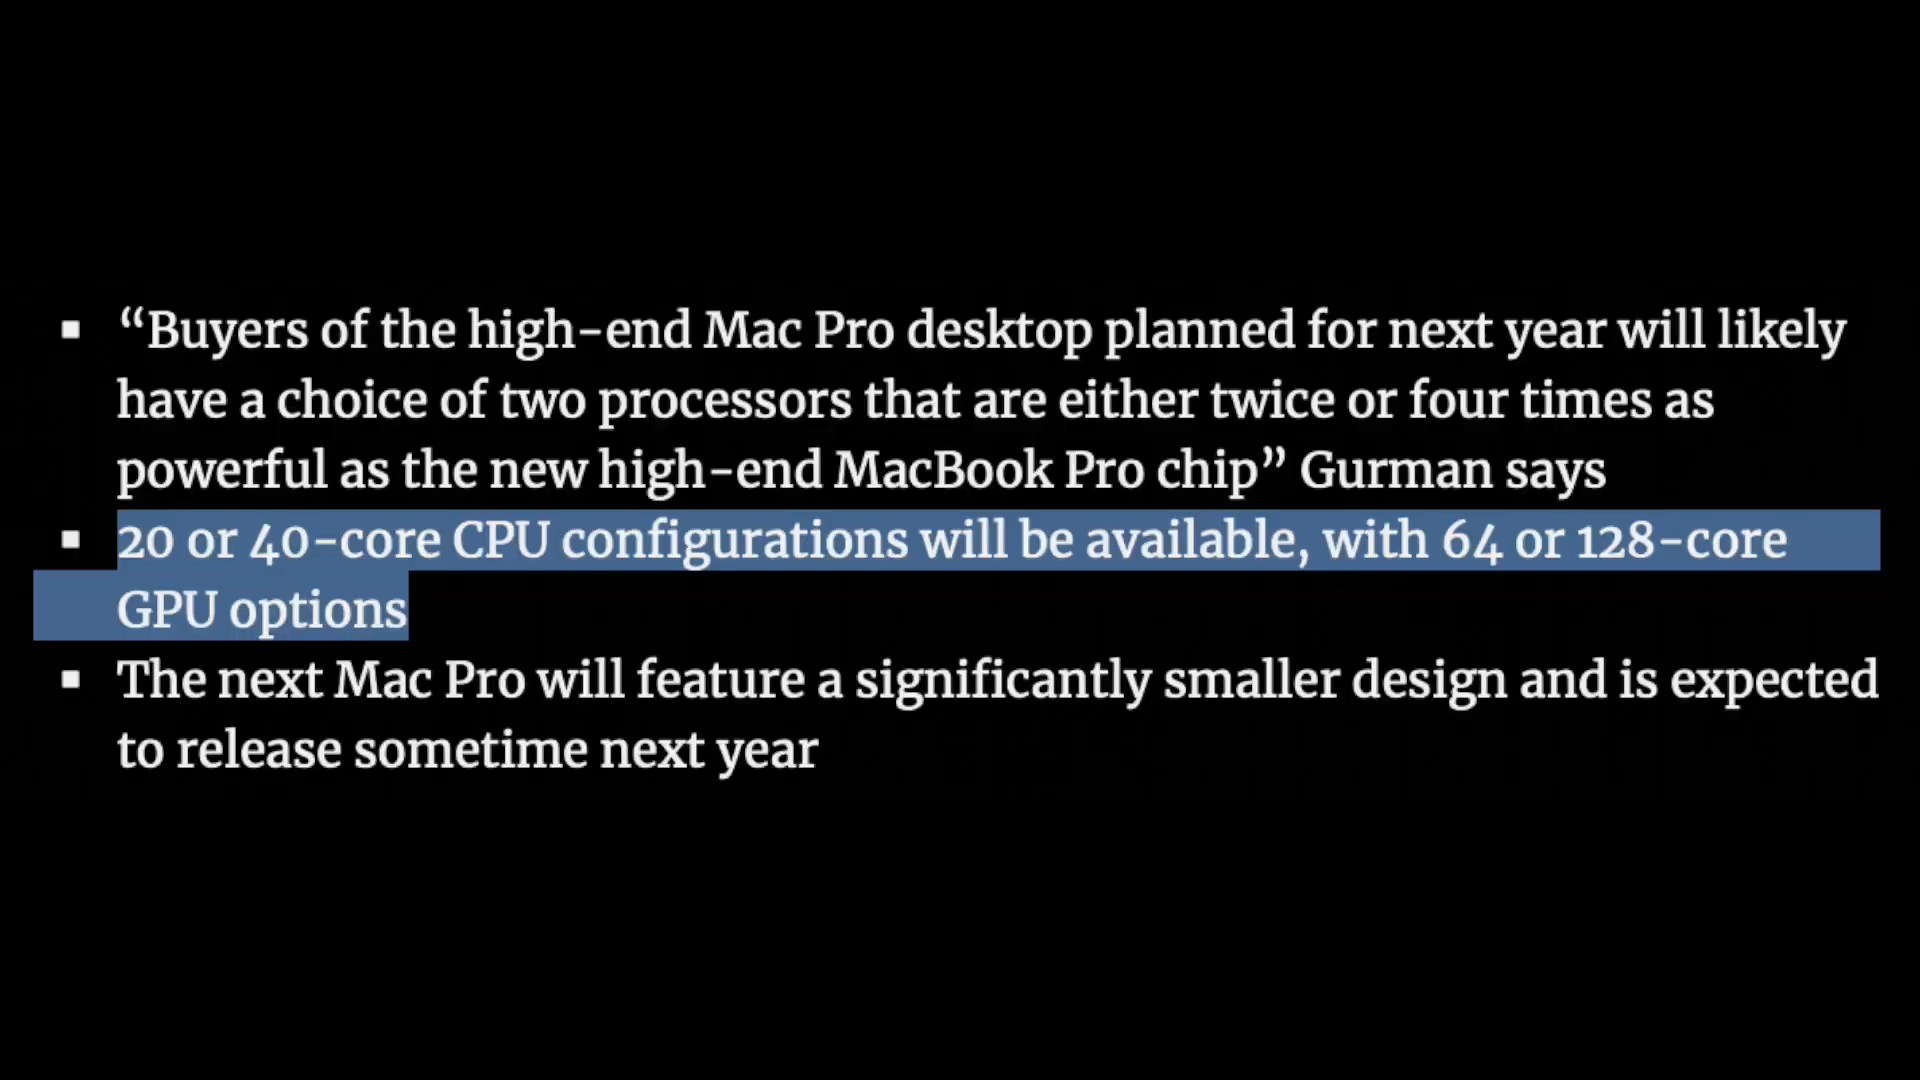 ▪ “Buyers of the high-end Mac Pro desktop planned for next year will likely
have a choice of two processors that are either twice or four times as
powerful as the new high-end MacBook Pro chip” Gurman says
▪ 20 or 40-core CPU configurations will be available, with 64 or 128-core
GPU options
▪ The next Mac Pro will feature a significantly smaller design and is expected
to release sometime next year